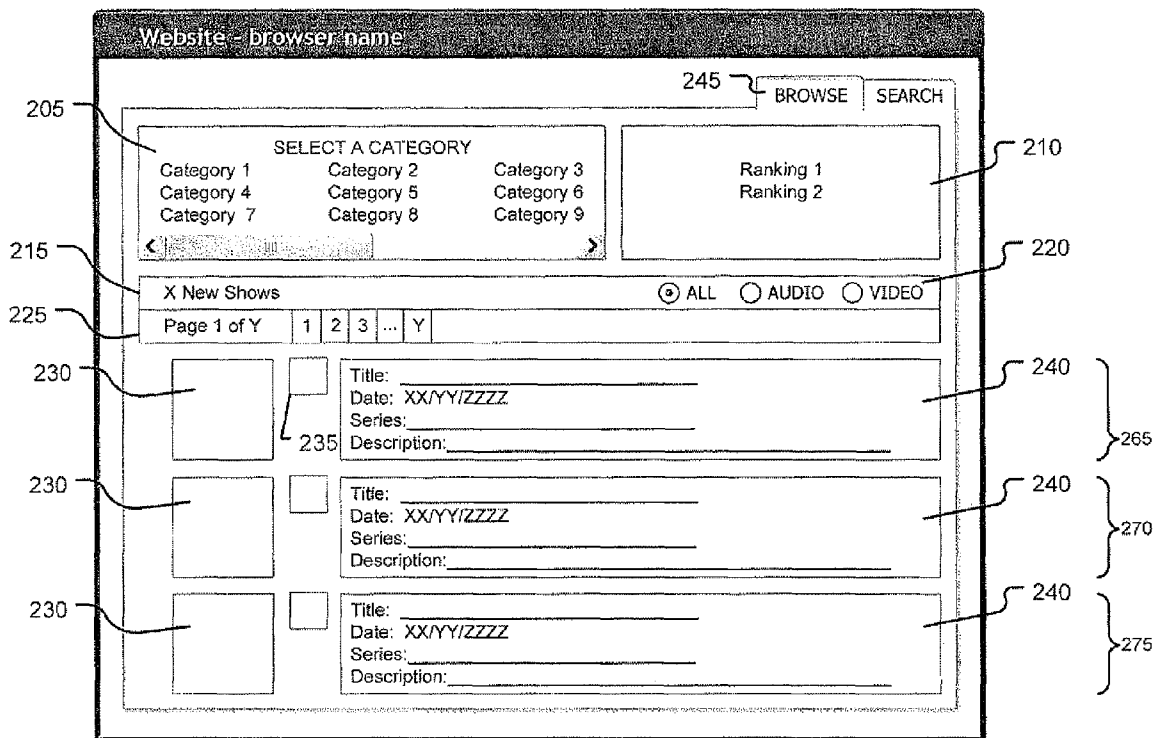 Website - browser name
245
BROWSE SEARCH
205
SELECT A CATEGORY
Category 1 Category 2 Category 3
Category 4 Category 5 Category 6
Category 7 Category 8 Category 9
Ranking 1
Ranking 2
210
215
X New Shows
ALL AUDIO VIDEO
220
225
Page 1 of Y 1 2 3 ... Y
230
235
Title:
Date: XX/YY/ZZZZ
Series:
Description:
240
265
230
Title:
Date: XX/YY/ZZZZ
Series:
Description:
240
270
230
Title:
Date: XX/YY/ZZZZ
Series:
Description:
240
275